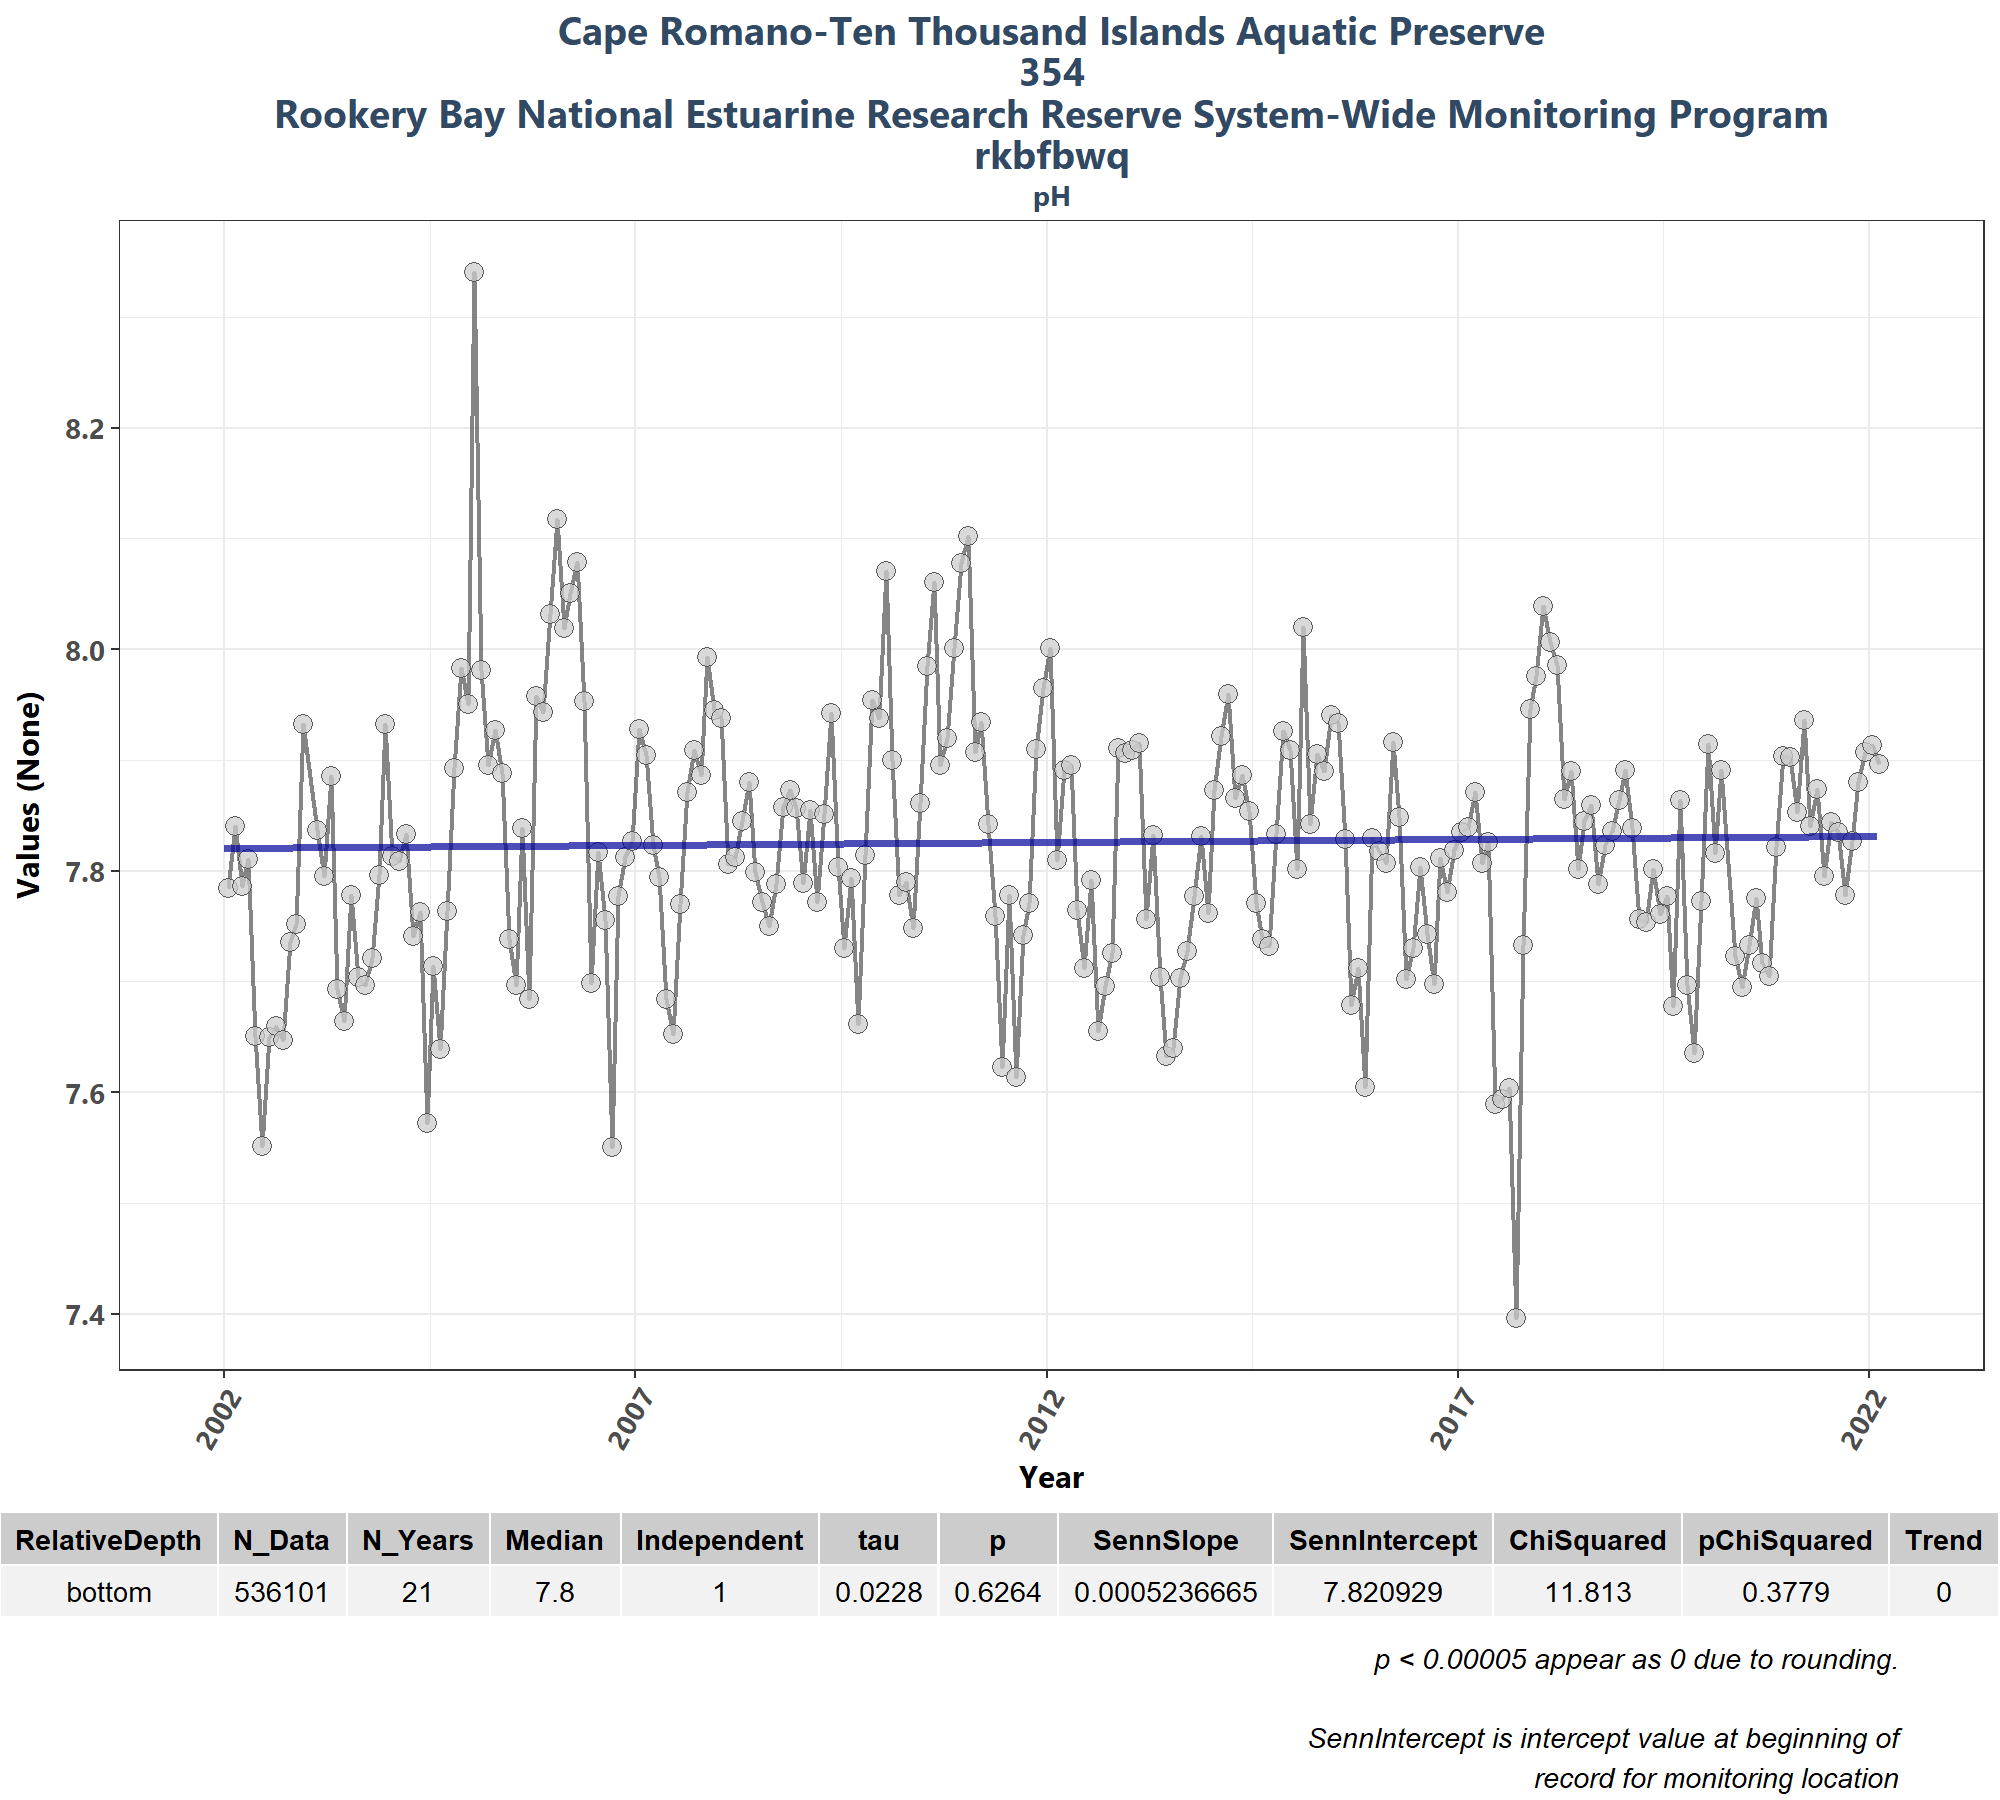 Cape Romano-Ten Thousand Islands Aquatic Preserve
354
Rookery Bay National Estuarine Research Reserve System-Wide Monitoring Program
rkbfbwq
pH
Values (None)
8.2
8.0
7.8
7.6
7.4
2002
2007
2012
2017
2022
Year
RelativeDepth N_Data N_Years Median Independent tau p SennSlope SennIntercept ChiSquared pChiSquared Trend
bottom 536101 21 7.8 1 0.0228 0.6264 0.0005236665 7.820929 11.813 0.3779 0
p < 0.00005 appear as 0 due to rounding.
SennIntercept is intercept value at beginning of
record for monitoring location